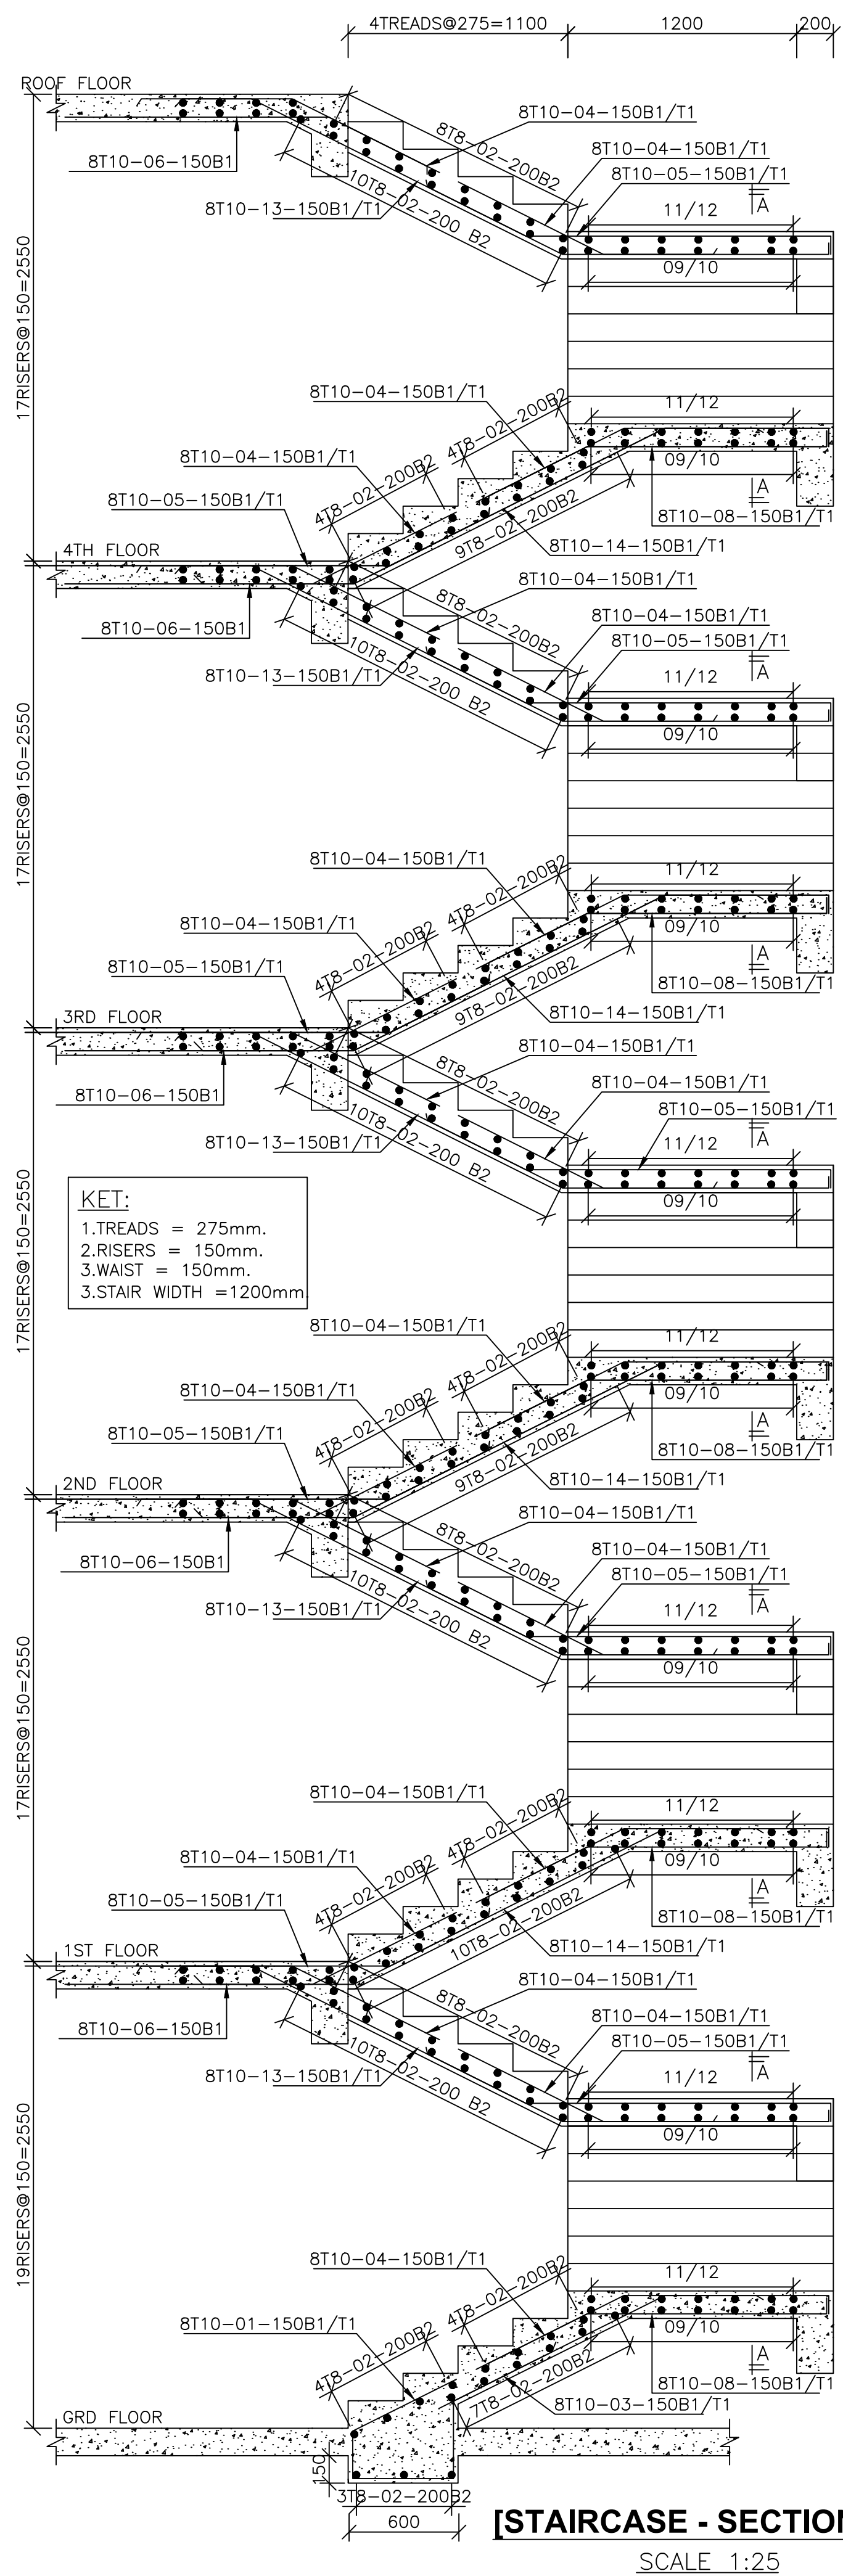 4TREADS@275=1100
1200
200
ROOF FLOOR
8T10-04-150B1/T1
8T8-02-200B2
8T10-06-150B1
8T10-04-150B1/T1
8T10-05-150B1/T1
A
10T8-02-200 B2
8T10-13-150B1/T1
11/12
09/10
17RISERS@150=2550
8T10-04-150B1/T1
4T8-02-200B2
11/12
8T10-04-150B1/T1
09/10
4T8-02-200B2
8T10-05-150B1/T1
A
8T10-08-150B1/T1
9T8-02-200B2
8T10-14-150B1/T1
4TH FLOOR
8T10-04-150B1/T1
8T8-02-200B2
8T10-06-150B1
8T10-04-150B1/T1
8T10-05-150B1/T1
A
10T8-02-200 B2
8T10-13-150B1/T1
11/12
09/10
17RISERS@150=2550
8T10-04-150B1/T1
4T8-02-200B2
11/12
8T10-04-150B1/T1
09/10
4T8-02-200B2
8T10-05-150B1/T1
A
8T10-08-150B1/T1
9T8-02-200B2
8T10-14-150B1/T1
3RD FLOOR
8T10-04-150B1/T1
8T8-02-200B2
8T10-06-150B1
8T10-04-150B1/T1
8T10-05-150B1/T1
A
10T8-02-200 B2
8T10-13-150B1/T1
11/12
09/10
KET:
1.TREADS = 275mm.
2.RISERS = 150mm.
3.WAIST = 150mm.
3.STAIR WIDTH =1200mm.
17RISERS@150=2550
8T10-04-150B1/T1
4T8-02-200B2
11/12
8T10-04-150B1/T1
09/10
4T8-02-200B2
8T10-05-150B1/T1
A
8T10-08-150B1/T1
9T8-02-200B2
8T10-14-150B1/T1
2ND FLOOR
8T10-04-150B1/T1
8T8-02-200B2
8T10-06-150B1
8T10-04-150B1/T1
8T10-05-150B1/T1
A
10T8-02-200 B2
8T10-13-150B1/T1
11/12
09/10
17RISERS@150=2550
8T10-04-150B1/T1
4T8-02-200B2
11/12
8T10-04-150B1/T1
09/10
4T8-02-200B2
8T10-05-150B1/T1
A
8T10-08-150B1/T1
10T8-02-200B2
8T10-14-150B1/T1
1ST FLOOR
8T10-04-150B1/T1
8T8-02-200B2
8T10-06-150B1
8T10-04-150B1/T1
8T10-05-150B1/T1
A
10T8-02-200 B2
8T10-13-150B1/T1
11/12
09/10
19RISERS@150=2550
8T10-04-150B1/T1
4T8-02-200B2
11/12
8T10-01-150B1/T1
09/10
4T8-02-200B2
A
8T10-08-150B1/T1
7T8-02-200B2
8T10-03-150B1/T1
GRD FLOOR
150
3T8-02-200B2
600
[STAIRCASE - SECTION
SCALE 1:25